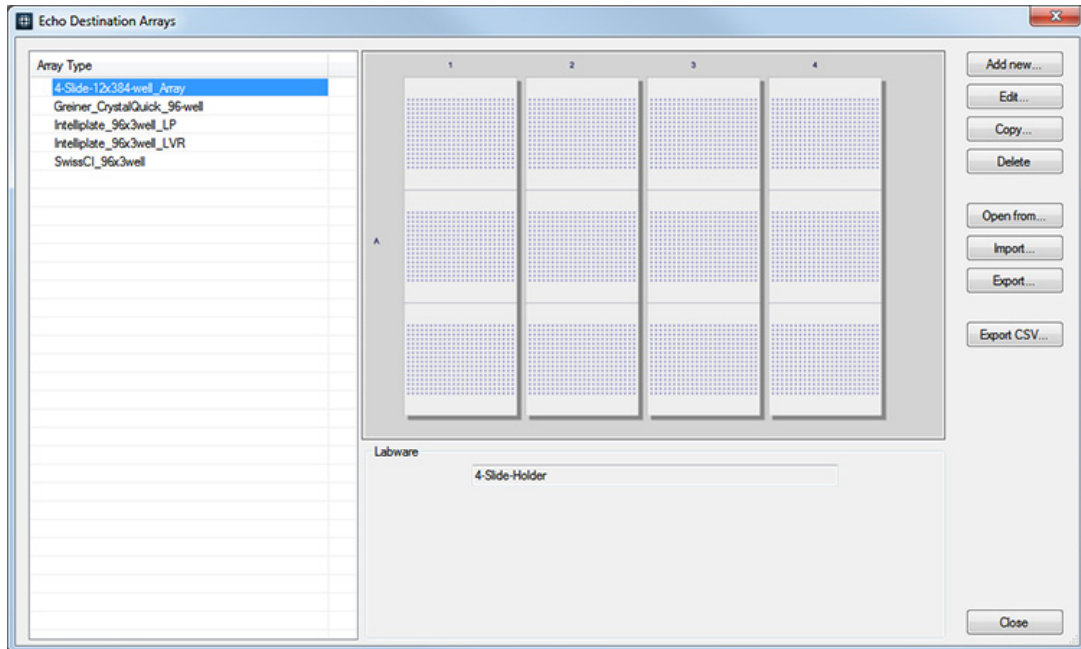 Echo Destination Arrays
Array Type
4-Slide-12x384-well_Array
Greiner_CrystalQuick_96-well
Intelliplate_96x3well_LP
Intelliplate_96x3well_LVR
SwissCI_96x3well
1 2 3 4
A
Labware
4-Slide-Holder
Add new...
Edit...
Copy...
Delete
Open from...
Import...
Export...
Export CSV...
Close